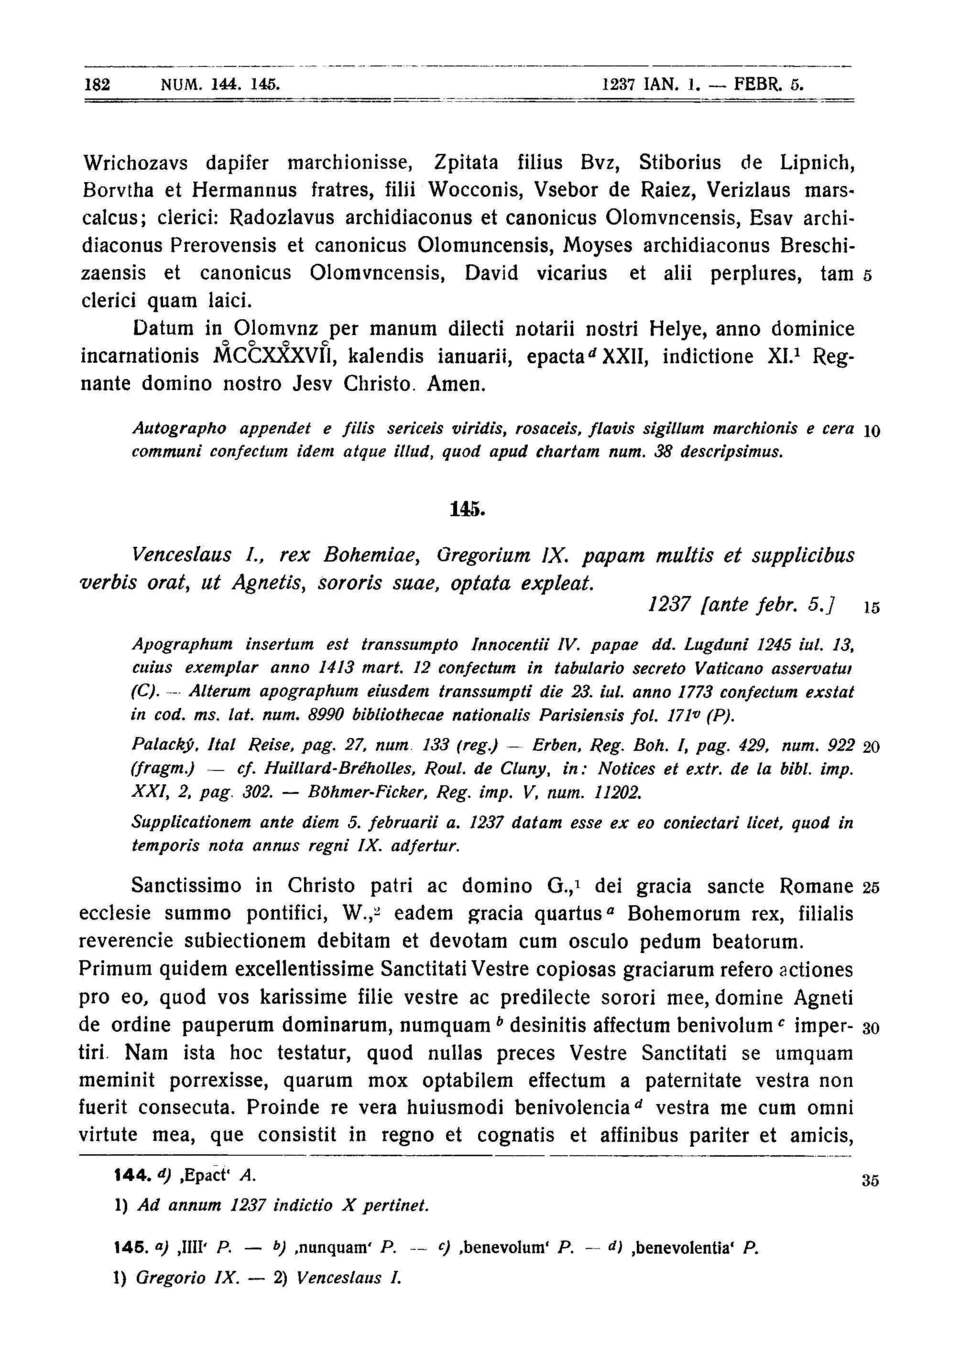 182 NUM. 144. 145. 1237 IAN. 1. — FEBR. 5.
Wrichozavs dapifer marchionisse, Zpitata filius Bvz, Stiborius de Lipnich,
Borvtha et Hermannus fratres, filii Wocconis, Vsebor de Raiez, Verizlaus mars-
calcus; clerici: Radozlavus archidiaconus et canonicus Olomvncensis, Esav archi-
diaconus Prerovensis et canonicus Olomuncensis, Moyses archidiaconus Breschi-
zaensis et canonicus Olomvncensis, David vicarius et alii perplures, tam 5
clerici quam laici.
Datum in Olomvnz per manum dilecti notarii nostri Helye, anno dominice
incarnationis M̊C̊C̊XXXVI̊I, kalendis ianuarii, epacta ᵈ XXII, indictione XI.¹ Reg-
nante domino nostro Jesv Christo. Amen.
Autographo appendet e filis sericeis viridis, rosaceis, flavis sigillum marchionis e cera 10
communi confectum idem atque illud, quod apud chartam num. 38 descripsimus.
145.
Venceslaus I., rex Bohemiae, Gregorium IX. papam multis et supplicibus
verbis orat, ut Agnetis, sororis suae, optata expleat.
1237 [ante febr. 5.] 15
Apographum insertum est transsumpto Innocentii IV. papae dd. Lugduni 1245 iul. 13,
cuius exemplar anno 1413 mart. 12 confectum in tabulario secreto Vaticano asservatur
(C). — Alterum apographum eiusdem transsumpti die 23. iul. anno 1773 confectum exstat
in cod. ms. lat. num. 8990 bibliothecae nationalis Parisiensis fol. 171ᵛ (P).
Palacký, Ital Reise, pag. 27, num. 133 (reg.) — Erben, Reg. Boh. I, pag. 429, num. 922 20
(fragm.) — cf. Huillard-Bréholles, Roul. de Cluny, in: Notices et extr. de la bibl. imp.
XXI, 2, pag. 302. — Böhmer-Ficker, Reg. imp. V, num. 11202.
Supplicationem ante diem 5. februarii a. 1237 datam esse ex eo coniectari licet, quod in
temporis nota annus regni IX. adfertur.
Sanctissimo in Christo patri ac domino G.,¹ dei gracia sancte Romane 25
ecclesie summo pontifici, W.,² eadem gracia quartus ᵃ Bohemorum rex, filialis
reverencie subiectionem debitam et devotam cum osculo pedum beatorum.
Primum quidem excellentissime Sanctitati Vestre copiosas graciarum refero actiones
pro eo, quod vos karissime filie vestre ac predilecte sorori mee, domine Agneti
de ordine pauperum dominarum, numquam ᵇ desinitis affectum benivolum ᶜ imper- 30
tiri. Nam ista hoc testatur, quod nullas preces Vestre Sanctitati se umquam
meminit porrexisse, quarum mox optabilem effectum a paternitate vestra non
fuerit consecuta. Proinde re vera huiusmodi benivolencia ᵈ vestra me cum omni
virtute mea, que consistit in regno et cognatis et affinibus pariter et amicis,
144. d) ‚Epact‘ A. 35
1) Ad annum 1237 indictio X pertinet.
145. a) ‚IIII‘ P. — b) ‚nunquam‘ P. — c) ‚benevolum‘ P. — d) ‚benevolentia‘ P.
1) Gregorio IX. — 2) Venceslaus I.